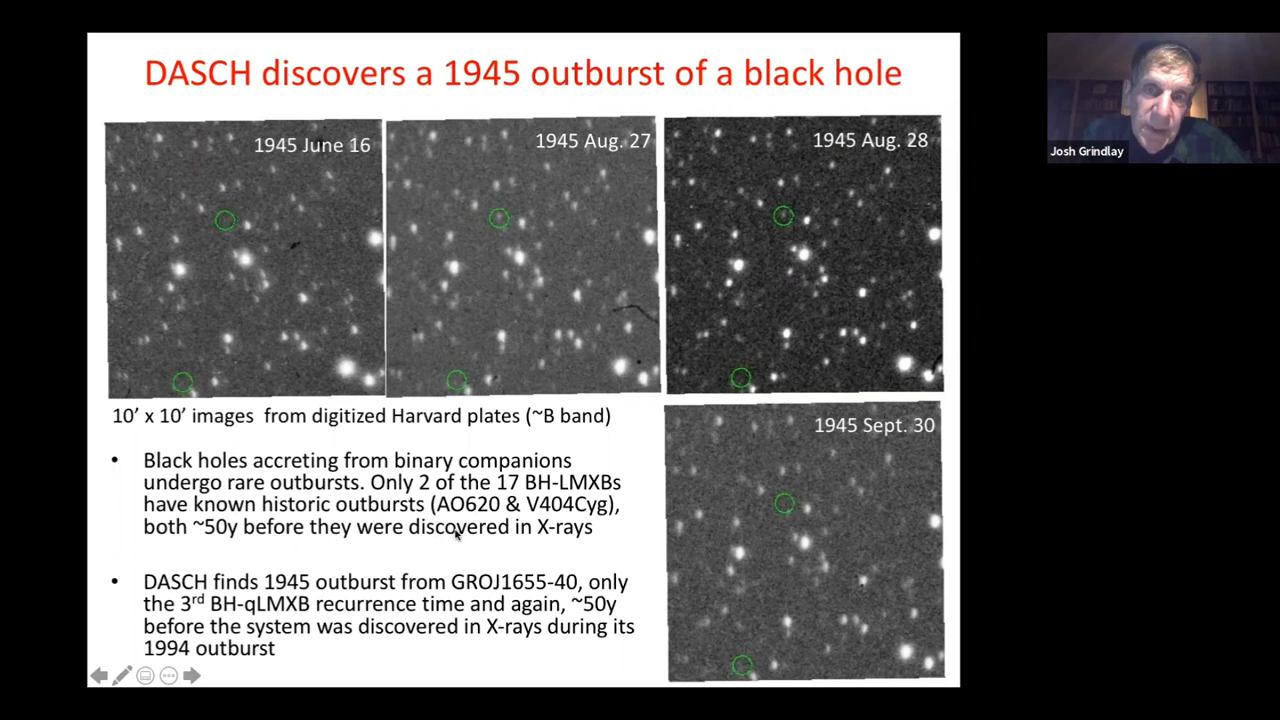 DASCH discovers a 1945 outburst of a black hole
1945 June 16
1945 Aug. 27
1945 Aug. 28
Josh Grindlay
10’ x 10’ images from digitized Harvard plates (~B band)
1945 Sept. 30
• Black holes accreting from binary companions
undergo rare outbursts. Only 2 of the 17 BH-LMXBs
have known historic outbursts (AO620 & V404Cyg),
both ~50y before they were discovered in X-rays
• DASCH finds 1945 outburst from GROJ1655-40, only
the 3rd BH-qLMXB recurrence time and again, ~50y
before the system was discovered in X-rays during its
1994 outburst